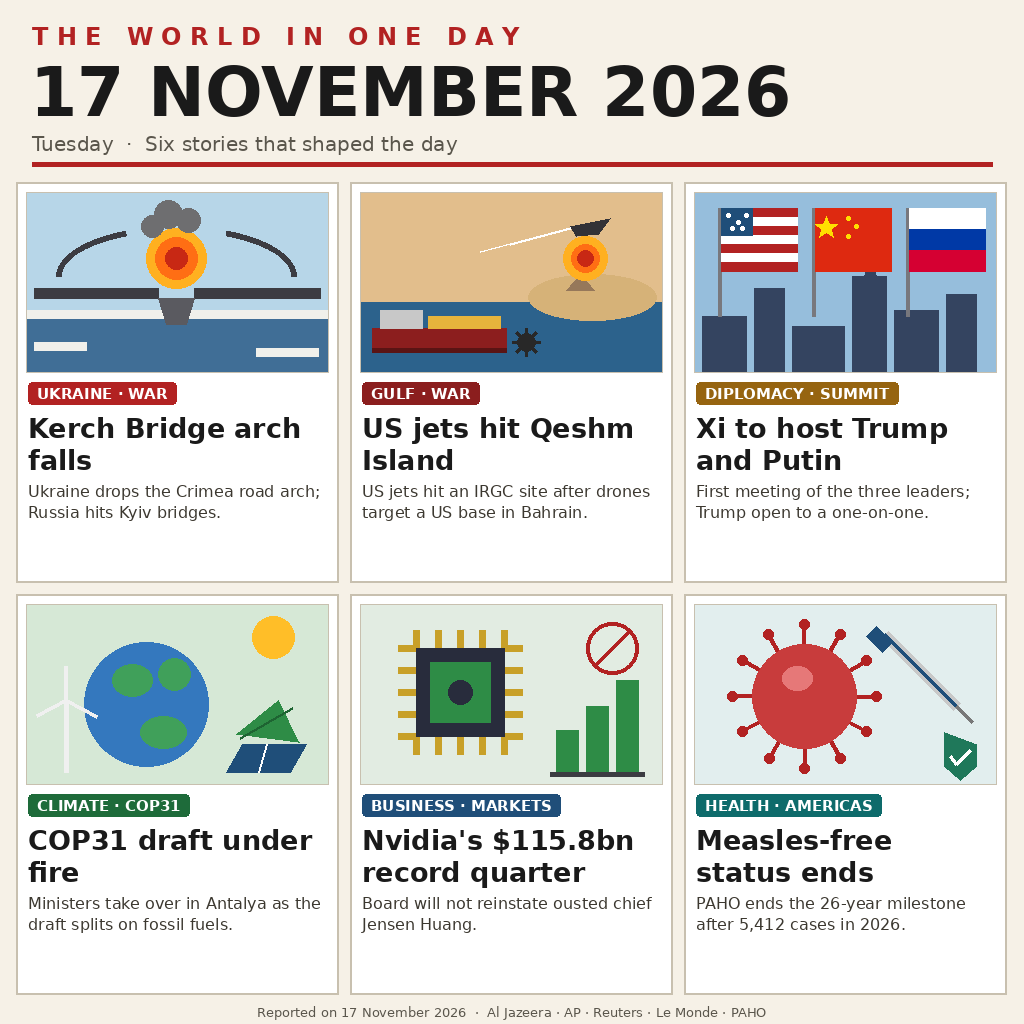 THE WORLD IN ONE DAY
17 NOVEMBER 2026
Tuesday · Six stories that shaped the day
UKRAINE · WAR
Kerch Bridge arch
falls
Ukraine drops the Crimea road arch;
Russia hits Kyiv bridges.
GULF · WAR
US jets hit Qeshm
Island
US jets hit an IRGC site after drones
target a US base in Bahrain.
DIPLOMACY · SUMMIT
Xi to host Trump
and Putin
First meeting of the three leaders;
Trump open to a one-on-one.
CLIMATE · COP31
COP31 draft under
fire
Ministers take over in Antalya as the
draft splits on fossil fuels.
BUSINESS · MARKETS
Nvidia's $115.8bn
record quarter
Board will not reinstate ousted chief
Jensen Huang.
HEALTH · AMERICAS
Measles-free
status ends
PAHO ends the 26-year milestone
after 5,412 cases in 2026.
Reported on 17 November 2026 · Al Jazeera · AP · Reuters · Le Monde · PAHO